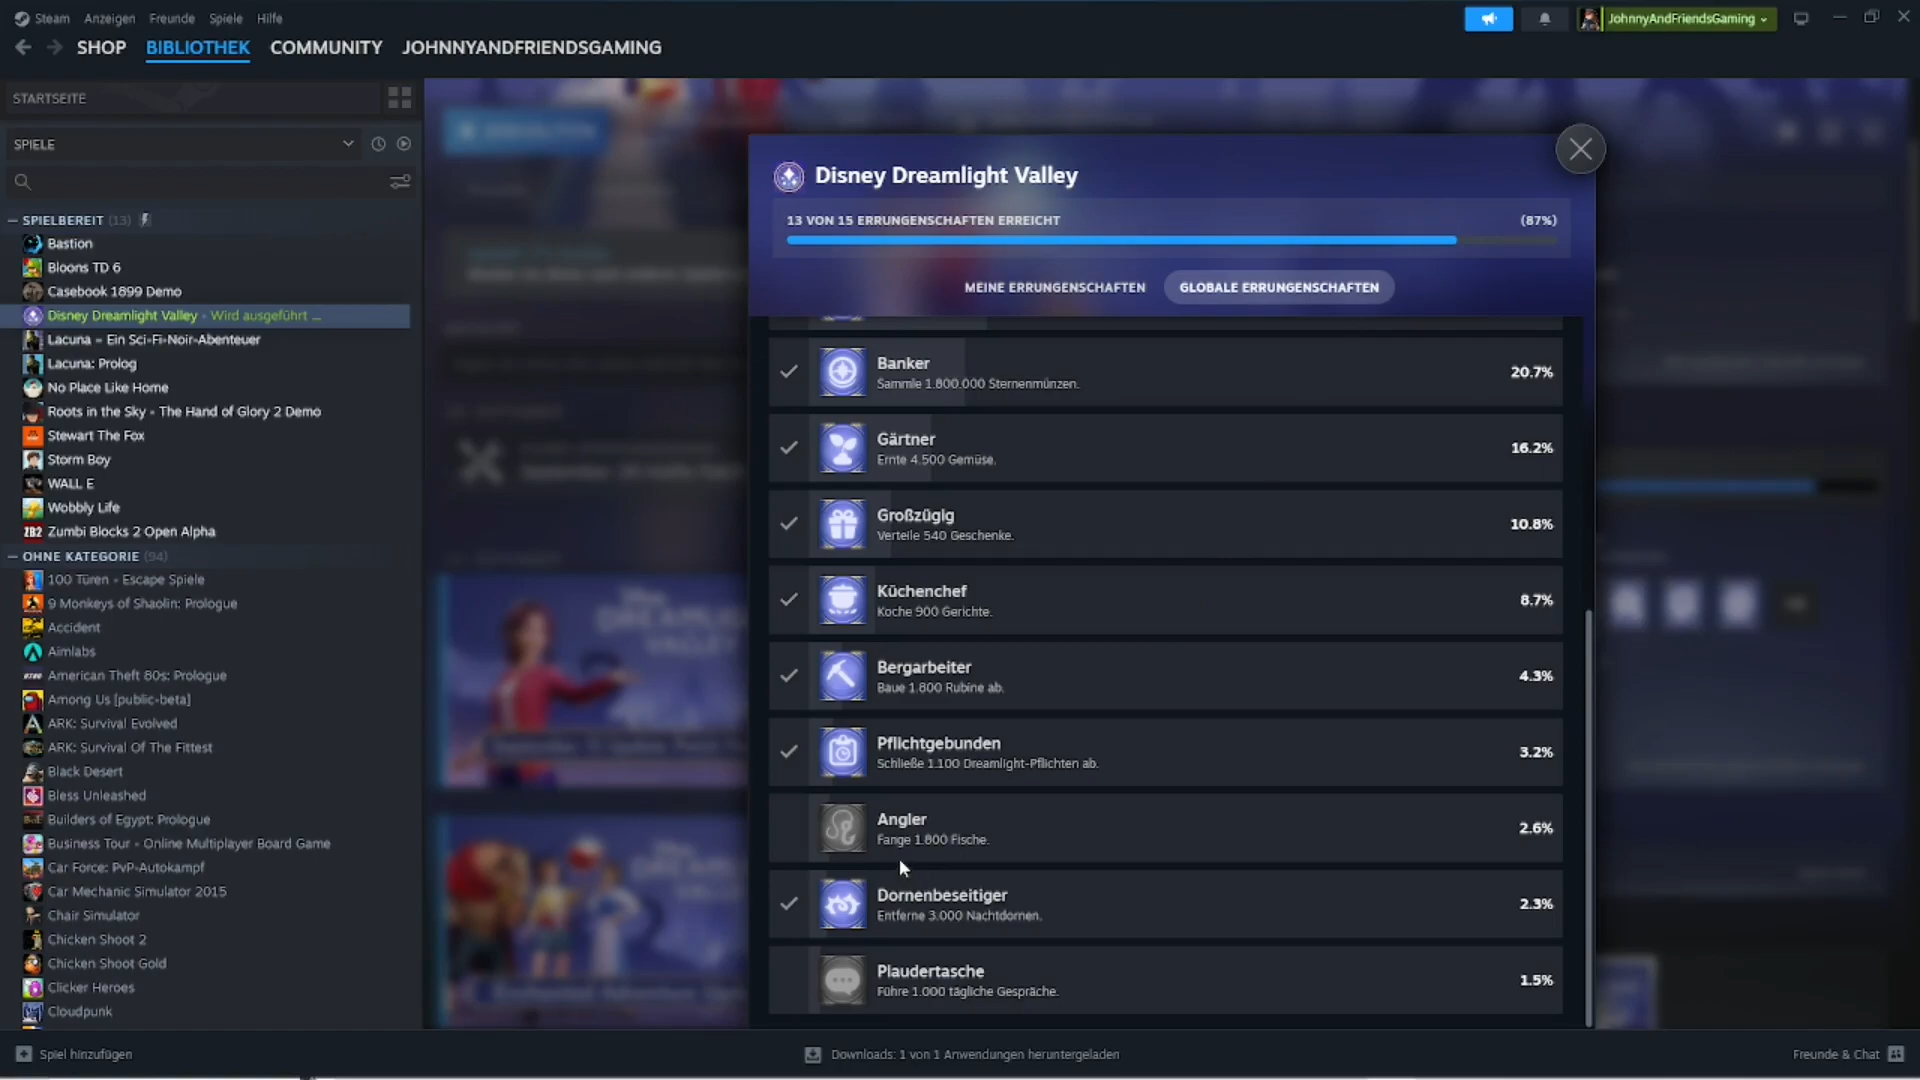 Steam Anzeigen Freunde Spiele Hilfe
JohnnyAndFriendsGaming
SHOP BIBLIOTHEK COMMUNITY JOHNNYANDFRIENDSGAMING
STARTSEITE
SPIELE
SPIELBEREIT (13)
Bastion
Bloons TD 6
Casebook 1899 Demo
Disney Dreamlight Valley - Wird ausgeführt ...
Lacuna – Ein Sci-Fi-Noir-Abenteuer
Lacuna: Prolog
No Place Like Home
Roots in the Sky - The Hand of Glory 2 Demo
Stewart The Fox
Storm Boy
WALL E
Wobbly Life
Zumbi Blocks 2 Open Alpha
OHNE KATEGORIE (94)
100 Türen - Escape Spiele
9 Monkeys of Shaolin: Prologue
Accident
Aimlabs
American Theft 80s: Prologue
Among Us [public-beta]
ARK: Survival Evolved
ARK: Survival Of The Fittest
Black Desert
Bless Unleashed
Builders of Egypt: Prologue
Business Tour - Online Multiplayer Board Game
Car Force: PvP-Autokampf
Car Mechanic Simulator 2015
Chair Simulator
Chicken Shoot 2
Chicken Shoot Gold
Clicker Heroes
Cloudpunk
Disney Dreamlight Valley
13 VON 15 ERRUNGENSCHAFTEN ERREICHT (87%)
MEINE ERRUNGENSCHAFTEN GLOBALE ERRUNGENSCHAFTEN
Banker
Sammle 1.800.000 Sternenmünzen.
20.7%
Gärtner
Ernte 4.500 Gemüse.
16.2%
Großzügig
Verteile 540 Geschenke.
10.8%
Küchenchef
Koche 900 Gerichte.
8.7%
Bergarbeiter
Baue 1.800 Rubine ab.
4.3%
Pflichtgebunden
Schließe 1.100 Dreamlight-Pflichten ab.
3.2%
Angler
Fange 1.800 Fische.
2.6%
Dornenbeseitiger
Entferne 3.000 Nachtdornen.
2.3%
Plaudertasche
Führe 1.000 tägliche Gespräche.
1.5%
Spiel hinzufügen
Downloads: 1 von 1 Anwendungen heruntergeladen
Freunde & Chat